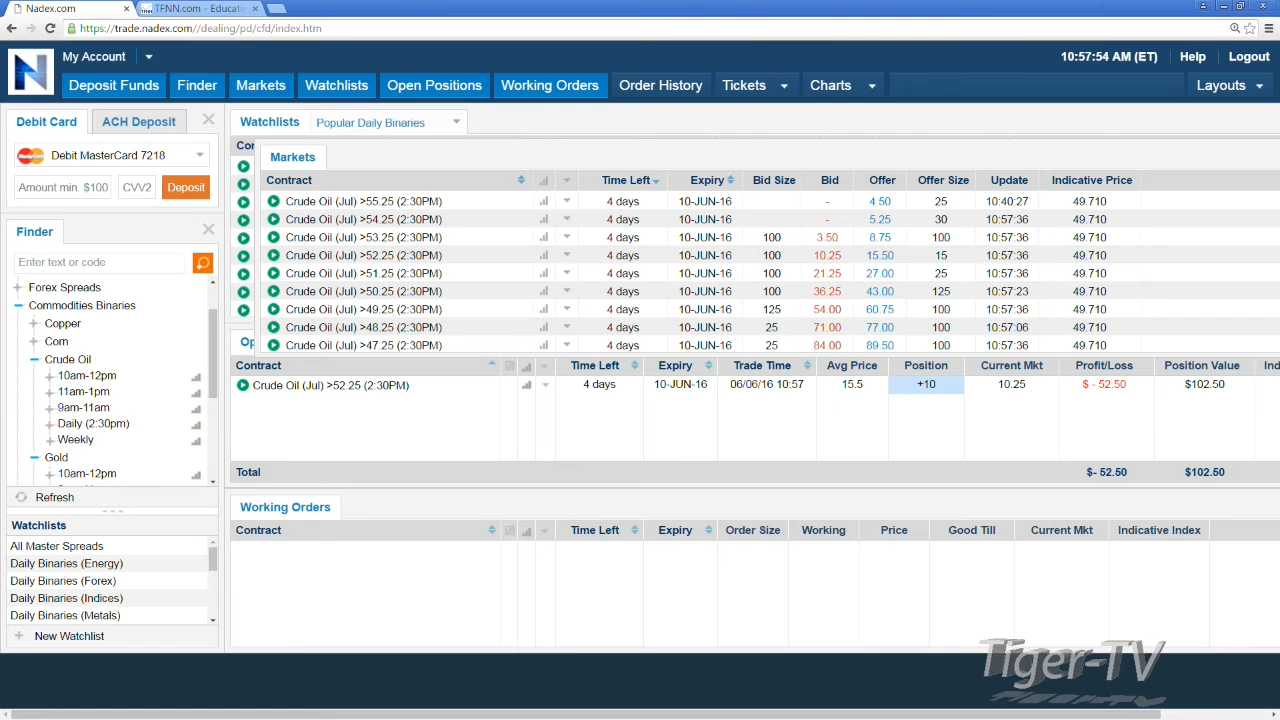 Nadex.com
TFNN.com - Educati
https://trade.nadex.com//dealing/pd/cfd/index.htm
My Account
10:57:54 AM (ET) Help Logout
Deposit Funds Finder Markets Watchlists Open Positions Working Orders Order History Tickets Charts Layouts
Debit Card ACH Deposit
Watchlists Popular Daily Binaries
Debit MasterCard 7218
Amount min. $100 CVV2 Deposit
Finder
Enter text or code
Forex Spreads
Commodities Binaries
Copper
Corn
Crude Oil
10am-12pm
11am-1pm
9am-11am
Daily (2:30pm)
Weekly
Gold
10am-12pm
Refresh
Watchlists
All Master Spreads
Daily Binaries (Energy)
Daily Binaries (Forex)
Daily Binaries (Indices)
Daily Binaries (Metals)
New Watchlist
Cor
Markets
Contract Time Left Expiry Bid Size Bid Offer Offer Size Update Indicative Price
Crude Oil (Jul) >55.25 (2:30PM) 4 days 10-JUN-16 - 4.50 25 10:40:27 49.710
Crude Oil (Jul) >54.25 (2:30PM) 4 days 10-JUN-16 - 5.25 30 10:57:36 49.710
Crude Oil (Jul) >53.25 (2:30PM) 4 days 10-JUN-16 100 3.50 8.75 100 10:57:36 49.710
Crude Oil (Jul) >52.25 (2:30PM) 4 days 10-JUN-16 100 10.25 15.50 15 10:57:36 49.710
Crude Oil (Jul) >51.25 (2:30PM) 4 days 10-JUN-16 100 21.25 27.00 25 10:57:36 49.710
Crude Oil (Jul) >50.25 (2:30PM) 4 days 10-JUN-16 100 36.25 43.00 125 10:57:23 49.710
Crude Oil (Jul) >49.25 (2:30PM) 4 days 10-JUN-16 125 54.00 60.75 100 10:57:36 49.710
Crude Oil (Jul) >48.25 (2:30PM) 4 days 10-JUN-16 25 71.00 77.00 100 10:57:06 49.710
Crude Oil (Jul) >47.25 (2:30PM) 4 days 10-JUN-16 25 84.00 89.50 100 10:57:06 49.710
Op
Contract Time Left Expiry Trade Time Avg Price Position Current Mkt Profit/Loss Position Value Ind
Crude Oil (Jul) >52.25 (2:30PM) 4 days 10-JUN-16 06/06/16 10:57 15.5 +10 10.25 $ - 52.50 $102.50
Total $- 52.50 $102.50
Working Orders
Contract Time Left Expiry Order Size Working Price Good Till Current Mkt Indicative Index
Tiger-TV